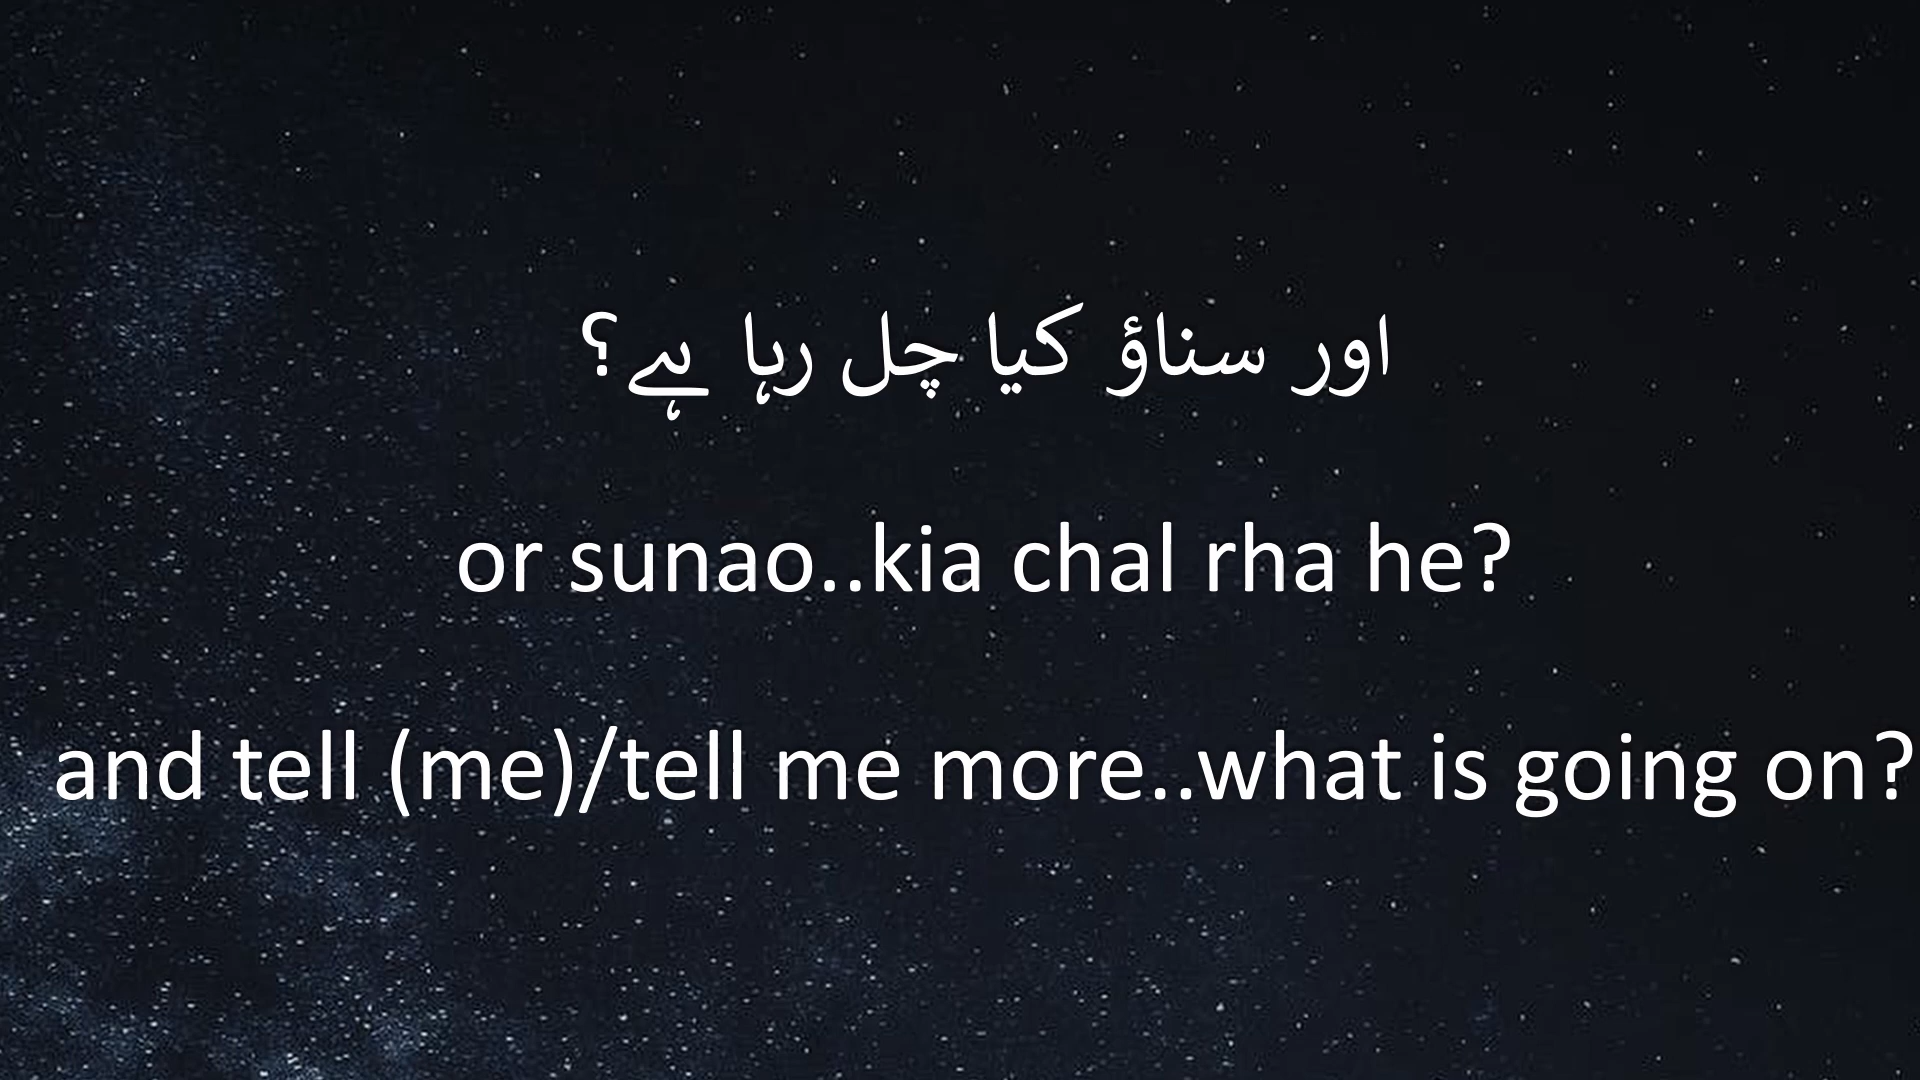 اور سناؤ کیا چل رہا ہے؟
or sunao..kia chal rha he?
and tell (me)/tell me more..what is going on?